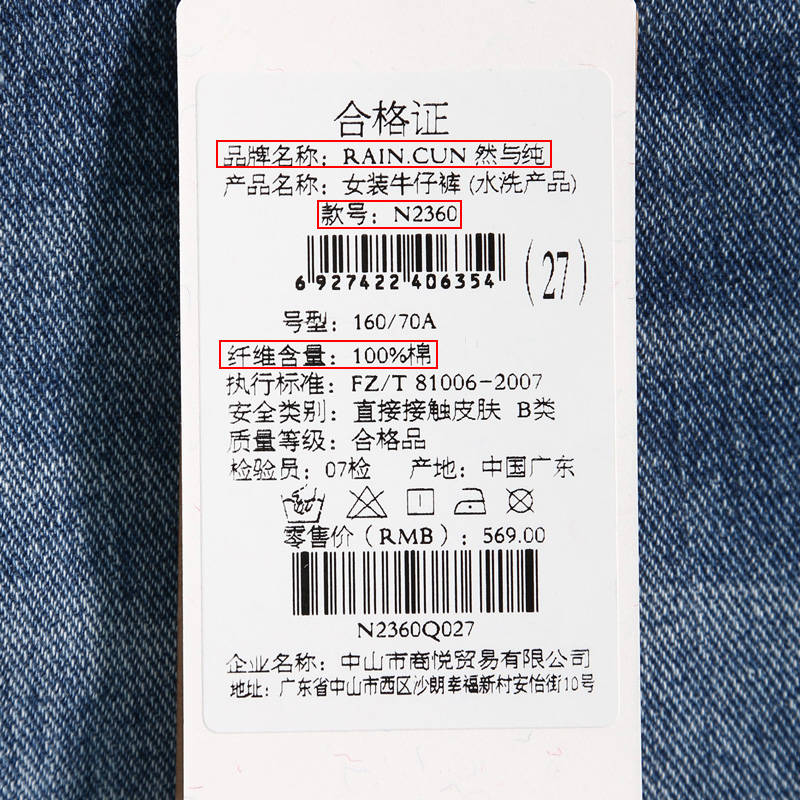 合格证
品牌名称：RAIN.CUN 然与纯
产品名称：女装牛仔裤 (水洗产品)
款号：N2360
6 927422 406354
(27)
号型：160/70A
纤维含量：100%棉
执行标准：FZ/T 81006-2007
安全类别：直接接触皮肤 B类
质量等级：合格品
检验员：07检 产地：中国广东
零售价（RMB）：569.00
N2360Q027
企业名称：中山市商悦贸易有限公司
地址：广东省中山市西区沙朗幸福新村安怡街10号